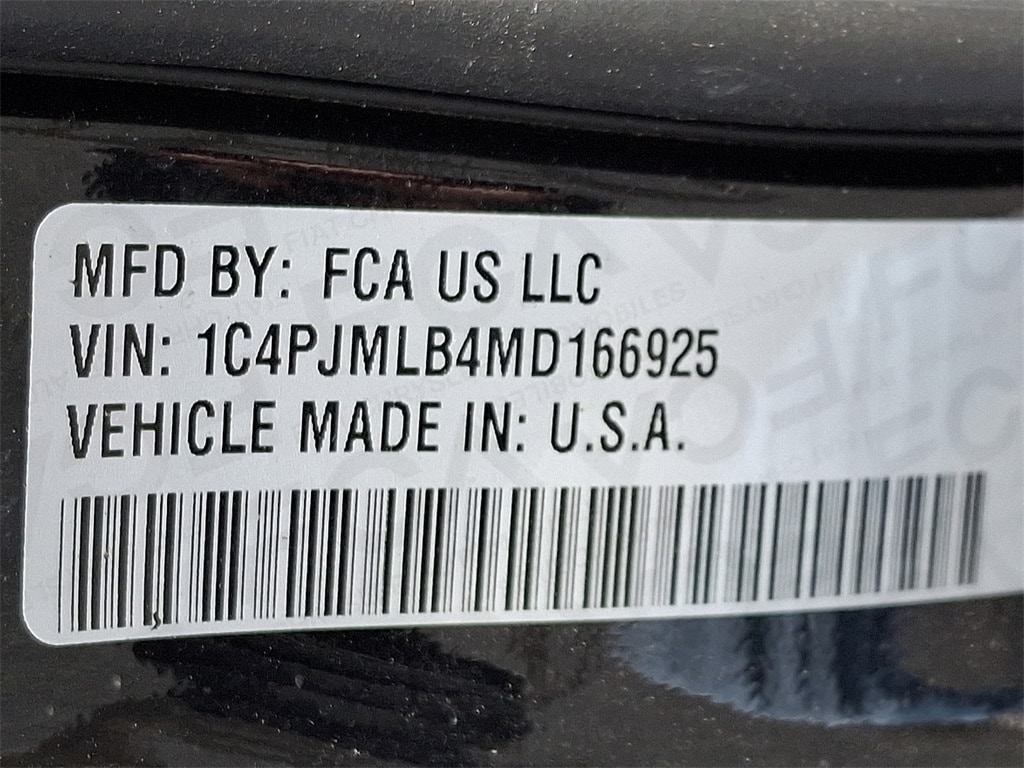 MFD BY: FCA US LLC
VIN: 1C4PJMLB4MD166925
VEHICLE MADE IN: U.S.A.